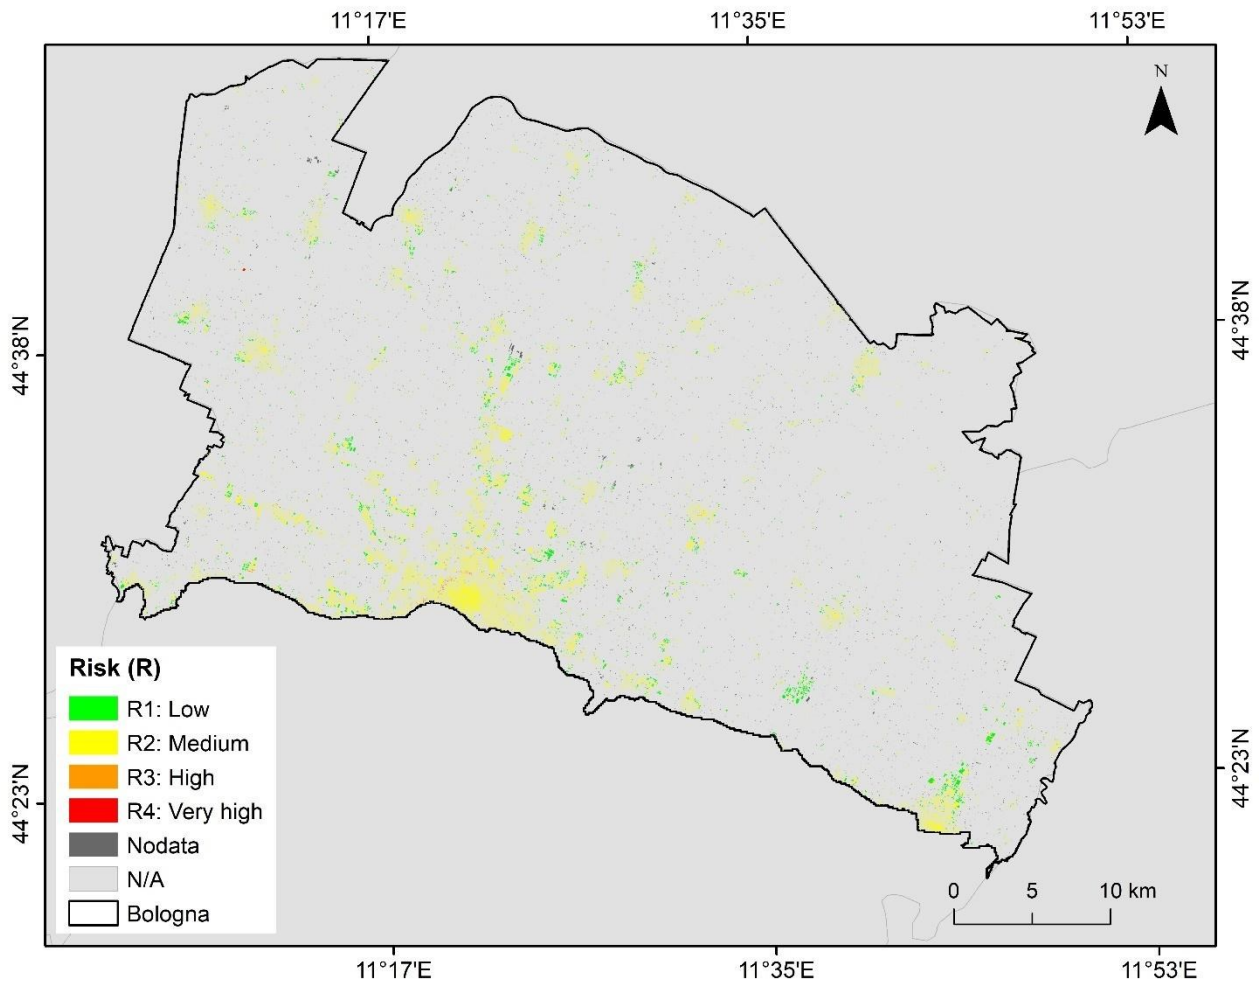 11°17'E 11°35'E 11°53'E
N
44°38'N
44°38'N
Risk (R)
R1: Low
R2: Medium
R3: High
R4: Very high
Nodata
N/A
Bologna
44°23'N
44°23'N
0 5 10 km
11°17'E 11°35'E 11°53'E